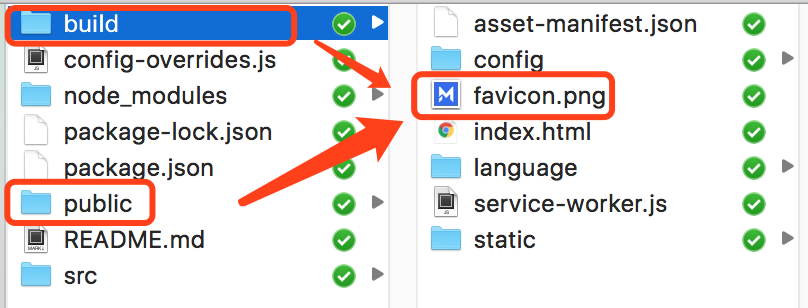 build
config-overrides.js
node_modules
package-lock.json
package.json
public
README.md
src
asset-manifest.json
config
favicon.png
index.html
language
service-worker.js
static